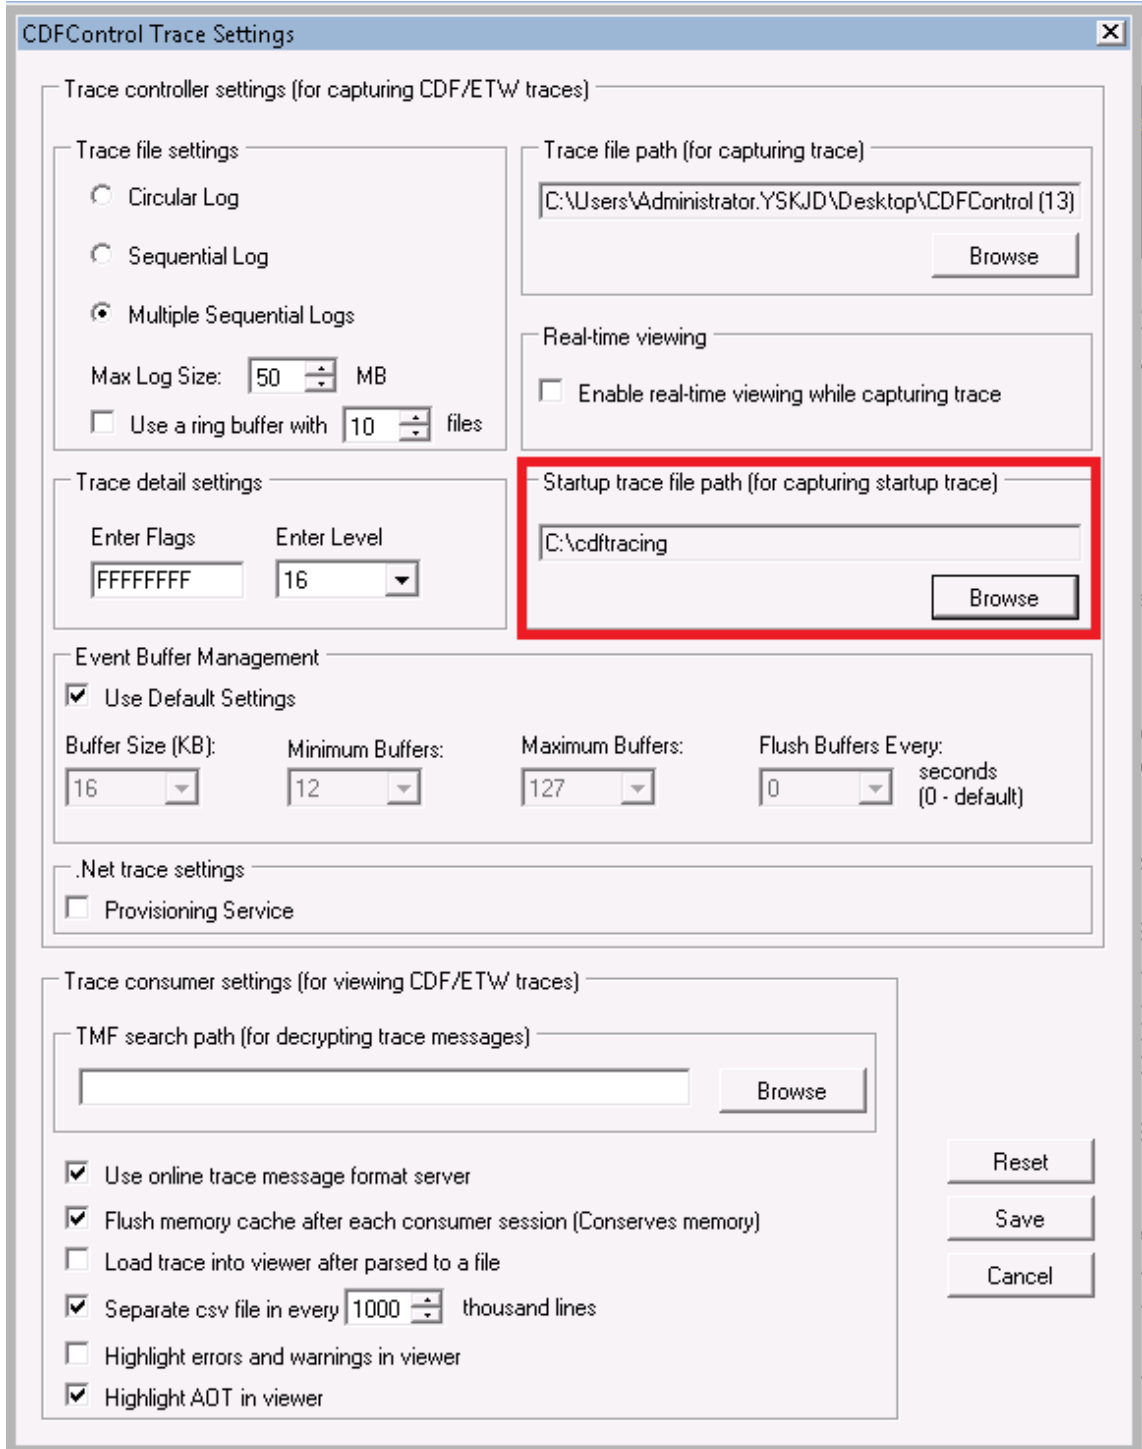 CDFControl Trace Settings
Trace controller settings (for capturing CDF/ETW traces)
Trace file settings
Circular Log
Sequential Log
Multiple Sequential Logs
Max Log Size: 50 MB
Use a ring buffer with 10 files
Trace file path (for capturing trace)
C:\Users\Administrator.YSKJD\Desktop\CDFControl (13)
Browse
Real-time viewing
Enable real-time viewing while capturing trace
Trace detail settings
Enter Flags Enter Level
FFFFFFFF 16
Startup trace file path (for capturing startup trace)
C:\cdftracing
Browse
Event Buffer Management
Use Default Settings
Buffer Size (KB): Minimum Buffers: Maximum Buffers: Flush Buffers Every:
16 12 127 0 seconds
(0 - default)
.Net trace settings
Provisioning Service
Trace consumer settings (for viewing CDF/ETW traces)
TMF search path (for decrypting trace messages)
Browse
Use online trace message format server
Flush memory cache after each consumer session (Conserves memory)
Load trace into viewer after parsed to a file
Separate csv file in every 1000 thousand lines
Highlight errors and warnings in viewer
Highlight AOT in viewer
Reset
Save
Cancel